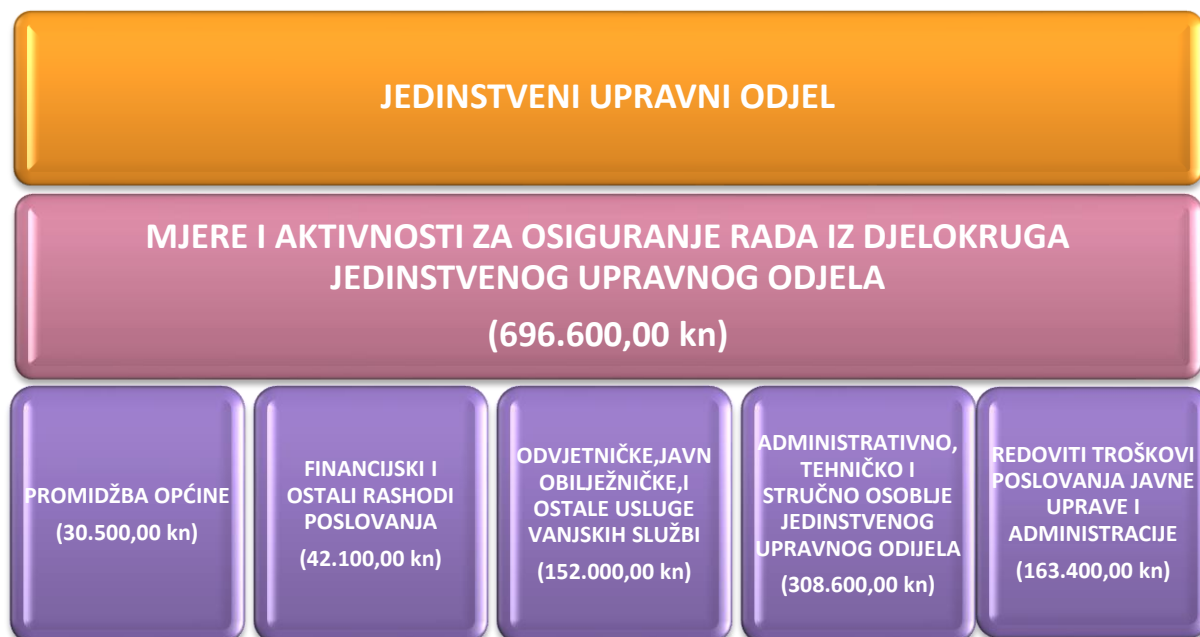 JEDINSTVENI UPRAVNI ODJEL
MJERE I AKTIVNOSTI ZA OSIGURANJE RADA IZ DJELOKRUGA
JEDINSTVENOG UPRAVNOG ODJELA
(696.600,00 kn)
PROMIDŽBA OPĆINE
(30.500,00 kn)
FINANCIJSKI I
OSTALI RASHODI
POSLOVANJA
(42.100,00 kn)
ODVJETNIČKE,JAVN
OBILJEŽNIČKE,I
OSTALE USLUGE
VANJSKIH SLUŽBI
(152.000,00 kn)
ADMINISTRATIVNO,
TEHNIČKO I
STRUČNO OSOBLJE
JEDINSTVENOG
UPRAVNOG ODIJELA
(308.600,00 kn)
REDOVITI TROŠKOVI
POSLOVANJA JAVNE
UPRAVE I
ADMINISTRACIJE
(163.400,00 kn)